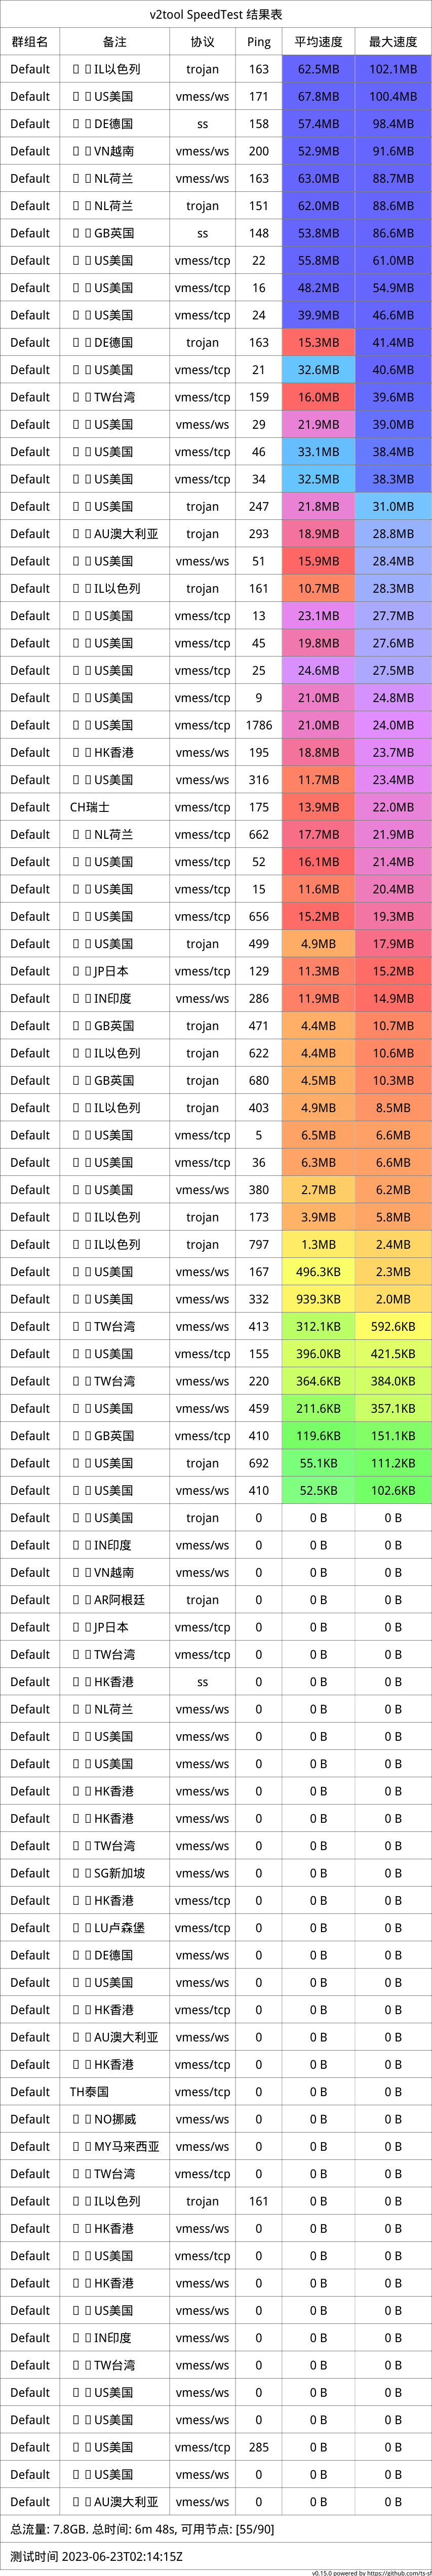 v2tool SpeedTest 结果表
群组名 备注 协议 Ping 平均速度 最大速度
Default IL以色列 trojan 163 62.5MB 102.1MB
Default US美国 vmess/ws 171 67.8MB 100.4MB
Default DE德国 ss 158 57.4MB 98.4MB
Default VN越南 vmess/ws 200 52.9MB 91.6MB
Default NL荷兰 vmess/ws 163 63.0MB 88.7MB
Default NL荷兰 trojan 151 62.0MB 88.6MB
Default GB英国 ss 148 53.8MB 86.6MB
Default US美国 vmess/tcp 22 55.8MB 61.0MB
Default US美国 vmess/tcp 16 48.2MB 54.9MB
Default US美国 vmess/tcp 24 39.9MB 46.6MB
Default DE德国 trojan 163 15.3MB 41.4MB
Default US美国 vmess/tcp 21 32.6MB 40.6MB
Default TW台湾 vmess/tcp 159 16.0MB 39.6MB
Default US美国 vmess/ws 29 21.9MB 39.0MB
Default US美国 vmess/tcp 46 33.1MB 38.4MB
Default US美国 vmess/tcp 34 32.5MB 38.3MB
Default US美国 trojan 247 21.8MB 31.0MB
Default AU澳大利亚 trojan 293 18.9MB 28.8MB
Default US美国 vmess/ws 51 15.9MB 28.4MB
Default IL以色列 trojan 161 10.7MB 28.3MB
Default US美国 vmess/tcp 13 23.1MB 27.7MB
Default US美国 vmess/tcp 45 19.8MB 27.6MB
Default US美国 vmess/tcp 25 24.6MB 27.5MB
Default US美国 vmess/tcp 9 21.0MB 24.8MB
Default US美国 vmess/tcp 1786 21.0MB 24.0MB
Default HK香港 vmess/ws 195 18.8MB 23.7MB
Default US美国 vmess/ws 316 11.7MB 23.4MB
Default CH瑞士 vmess/tcp 175 13.9MB 22.0MB
Default NL荷兰 vmess/tcp 662 17.7MB 21.9MB
Default US美国 vmess/tcp 52 16.1MB 21.4MB
Default US美国 vmess/tcp 15 11.6MB 20.4MB
Default US美国 vmess/tcp 656 15.2MB 19.3MB
Default US美国 trojan 499 4.9MB 17.9MB
Default JP日本 vmess/tcp 129 11.3MB 15.2MB
Default IN印度 vmess/ws 286 11.9MB 14.9MB
Default GB英国 trojan 471 4.4MB 10.7MB
Default IL以色列 trojan 622 4.4MB 10.6MB
Default GB英国 trojan 680 4.5MB 10.3MB
Default IL以色列 trojan 403 4.9MB 8.5MB
Default US美国 vmess/tcp 5 6.5MB 6.6MB
Default US美国 vmess/tcp 36 6.3MB 6.6MB
Default US美国 vmess/ws 380 2.7MB 6.2MB
Default IL以色列 trojan 173 3.9MB 5.8MB
Default IL以色列 trojan 797 1.3MB 2.4MB
Default US美国 vmess/ws 167 496.3KB 2.3MB
Default US美国 vmess/ws 332 939.3KB 2.0MB
Default TW台湾 vmess/ws 413 312.1KB 592.6KB
Default US美国 vmess/tcp 155 396.0KB 421.5KB
Default TW台湾 vmess/ws 220 364.6KB 384.0KB
Default US美国 vmess/ws 459 211.6KB 357.1KB
Default GB英国 vmess/tcp 410 119.6KB 151.1KB
Default US美国 trojan 692 55.1KB 111.2KB
Default US美国 vmess/ws 410 52.5KB 102.6KB
Default US美国 trojan 0 0 B 0 B
Default IN印度 vmess/ws 0 0 B 0 B
Default VN越南 vmess/ws 0 0 B 0 B
Default AR阿根廷 trojan 0 0 B 0 B
Default JP日本 vmess/tcp 0 0 B 0 B
Default TW台湾 vmess/tcp 0 0 B 0 B
Default HK香港 ss 0 0 B 0 B
Default NL荷兰 vmess/ws 0 0 B 0 B
Default US美国 vmess/ws 0 0 B 0 B
Default US美国 vmess/ws 0 0 B 0 B
Default HK香港 vmess/ws 0 0 B 0 B
Default HK香港 vmess/ws 0 0 B 0 B
Default TW台湾 vmess/ws 0 0 B 0 B
Default SG新加坡 vmess/ws 0 0 B 0 B
Default HK香港 vmess/tcp 0 0 B 0 B
Default LU卢森堡 vmess/tcp 0 0 B 0 B
Default DE德国 vmess/ws 0 0 B 0 B
Default US美国 vmess/ws 0 0 B 0 B
Default HK香港 vmess/tcp 0 0 B 0 B
Default AU澳大利亚 vmess/ws 0 0 B 0 B
Default HK香港 vmess/tcp 0 0 B 0 B
Default TH泰国 vmess/tcp 0 0 B 0 B
Default NO挪威 vmess/ws 0 0 B 0 B
Default MY马来西亚 vmess/ws 0 0 B 0 B
Default TW台湾 vmess/tcp 0 0 B 0 B
Default IL以色列 trojan 161 0 B 0 B
Default HK香港 vmess/ws 0 0 B 0 B
Default US美国 vmess/tcp 0 0 B 0 B
Default HK香港 vmess/ws 0 0 B 0 B
Default US美国 vmess/ws 0 0 B 0 B
Default IN印度 vmess/ws 0 0 B 0 B
Default TW台湾 vmess/ws 0 0 B 0 B
Default US美国 vmess/ws 0 0 B 0 B
Default US美国 vmess/ws 0 0 B 0 B
Default US美国 vmess/tcp 285 0 B 0 B
Default US美国 vmess/ws 0 0 B 0 B
Default AU澳大利亚 vmess/ws 0 0 B 0 B
总流量: 7.8GB. 总时间: 6m 48s, 可用节点: [55/90]
测试时间 2023-06-23T02:14:15Z
v0.15.0 powered by https://github.com/ts-sf